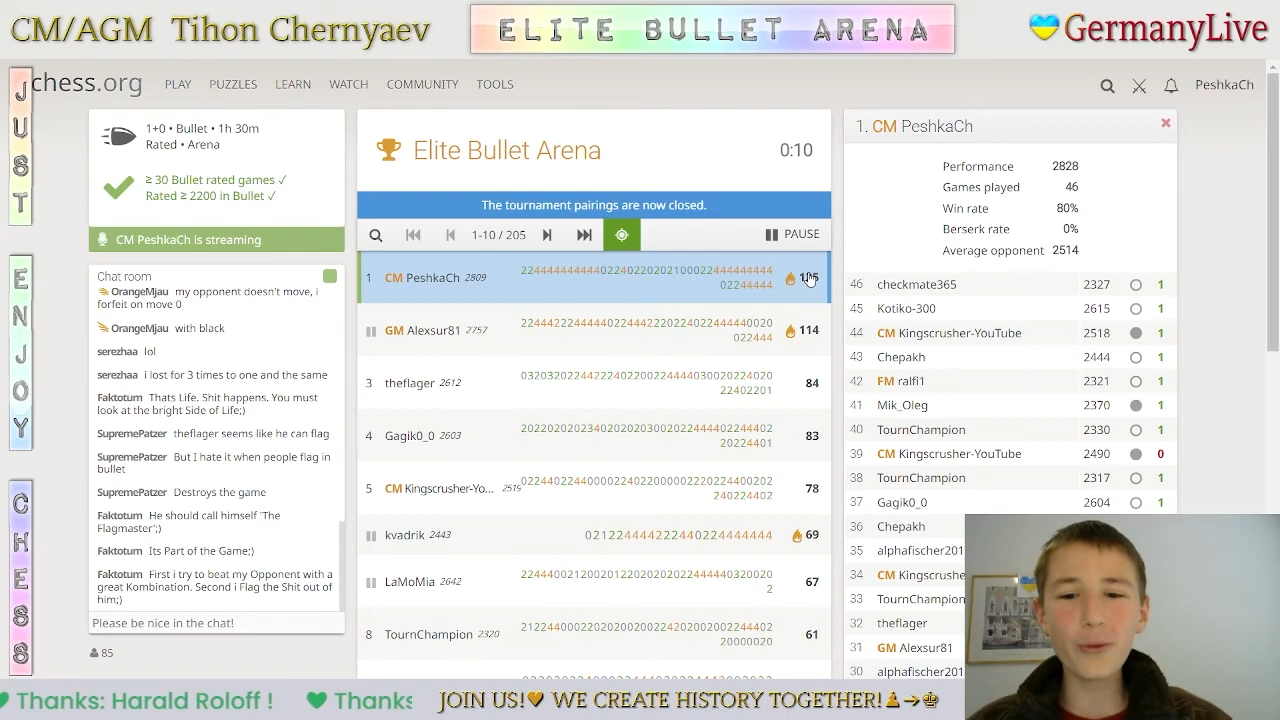 CM/AGM Tihon Chernyaev
ELITE BULLET ARENA
GermanyLive
JUST
ENJOY
CHESS
chess.org
PLAY PUZZLES LEARN WATCH COMMUNITY TOOLS
PeshkaCh
1+0 • Bullet • 1h 30m
Rated • Arena
≥ 30 Bullet rated games ✓
Rated ≥ 2200 in Bullet ✓
CM PeshkaCh is streaming
Chat room
OrangeMjau my opponent doesn't move, i
forfeit on move 0
OrangeMjau with black
serezhaa lol
serezhaa i lost for 3 times to one and the same
Faktotum Thats Life. Shit happens. You must
look at the bright Side of Life;)
SupremePatzer theflager seems like he can flag
SupremePatzer But I hate it when people flag in
bullet
SupremePatzer Destroys the game
Faktotum He should call himself 'The
Flagmaster';)
Faktotum Its Part of the Game;)
Faktotum First i try to beat my Opponent with a
great Kombination. Second i Flag the Shit out of
him;)
Please be nice in the chat!
85
Elite Bullet Arena 0:10
The tournament pairings are now closed.
1-10 / 205 PAUSE
1 CM PeshkaCh 2809
GM Alexsur81 2757 114
3 theflager 2612 84
4 Gagik0_0 2603 83
5 CM Kingscrusher-Yo... 2519 78
kvadrik 2443 69
LaMoMia 2642 67
8 TournChampion 2320 61
1. CM PeshkaCh
Performance 2828
Games played 46
Win rate 80%
Berserk rate 0%
Average opponent 2514
46 checkmate365 2327 1
45 Kotiko-300 2615 1
44 CM Kingscrusher-YouTube 2518 1
43 Chepakh 2444 1
42 FM ralfi1 2321 1
41 Mik_Oleg 2370 1
40 TournChampion 2330 1
39 CM Kingscrusher-YouTube 2490 0
38 TournChampion 2317 1
37 Gagik0_0 2604 1
36 Chepakh
35 alphafischer201
34 CM Kingscrushe
33 TournChampion
32 theflager
31 GM Alexsur81
30 alphafischer201
Thanks: Harald Roloff ! Thanks
JOIN US! WE CREATE HISTORY TOGETHER!